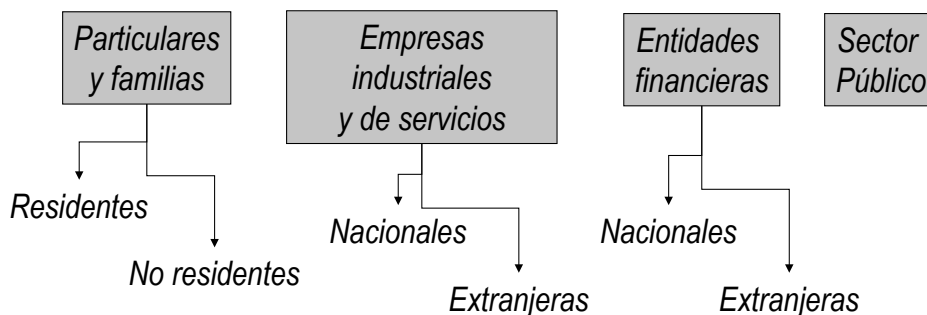 Particulares
y familias
Residentes
No residentes
Empresas
industriales
y de servicios
Nacionales
Extranjeras
Entidades
financieras
Nacionales
Extranjeras
Sector
Público